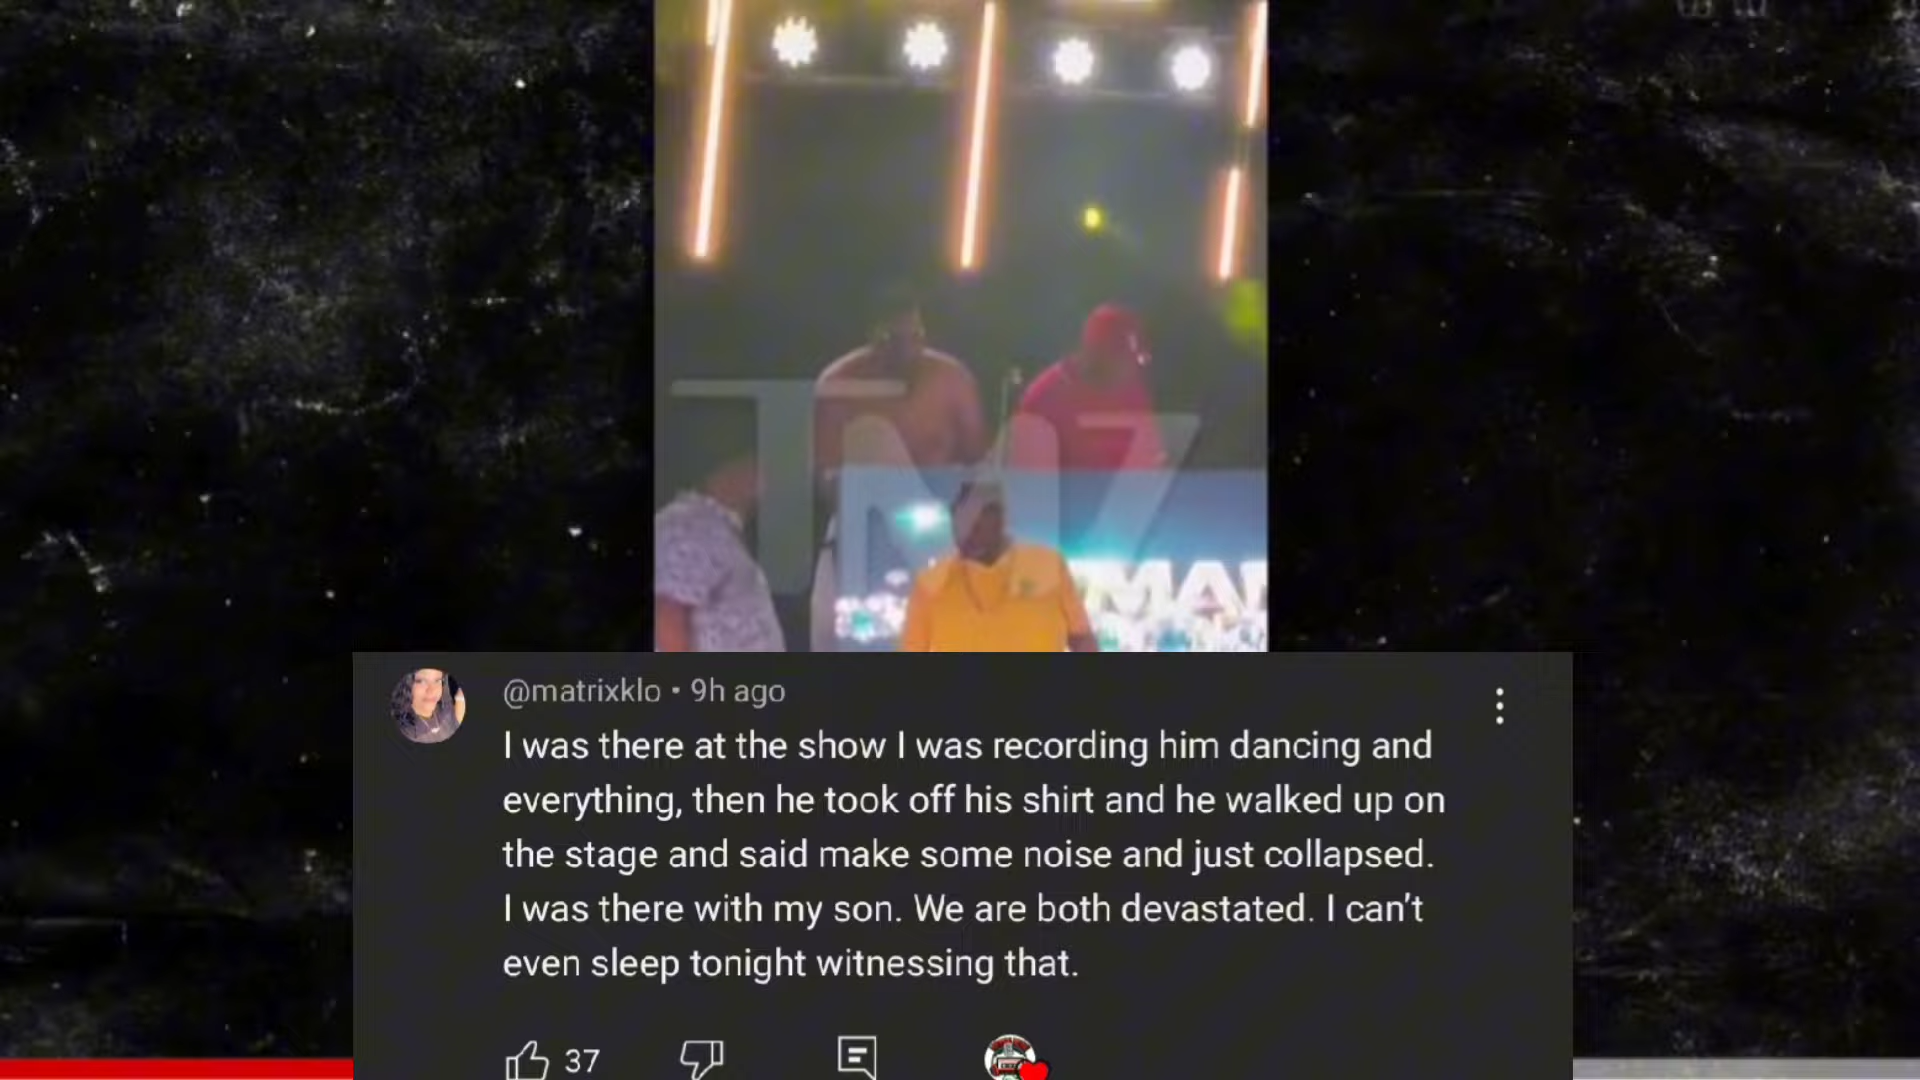 TMZ
MAN
@matrixklo • 9h ago
I was there at the show I was recording him dancing and
everything, then he took off his shirt and he walked up on
the stage and said make some noise and just collapsed.
I was there with my son. We are both devastated. I can’t
even sleep tonight witnessing that.
37